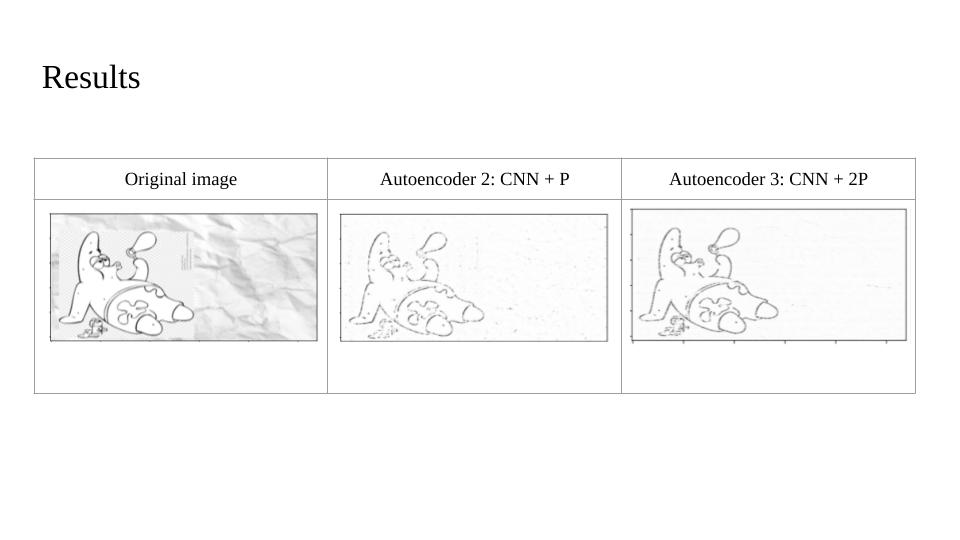 Results
Original image
Autoencoder 2: CNN + P
Autoencoder 3: CNN + 2P